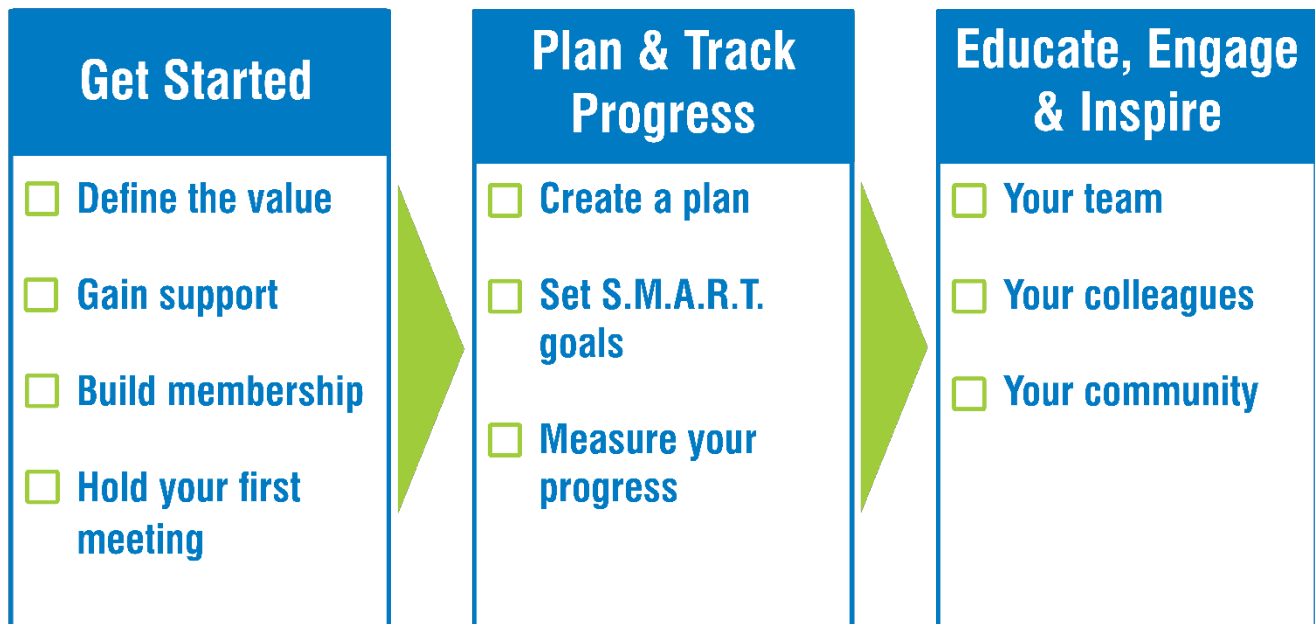 Get Started
Define the value
Gain support
Build membership
Hold your first
meeting
Plan & Track
Progress
Create a plan
Set S.M.A.R.T.
goals
Measure your
progress
Educate, Engage
& Inspire
Your team
Your colleagues
Your community